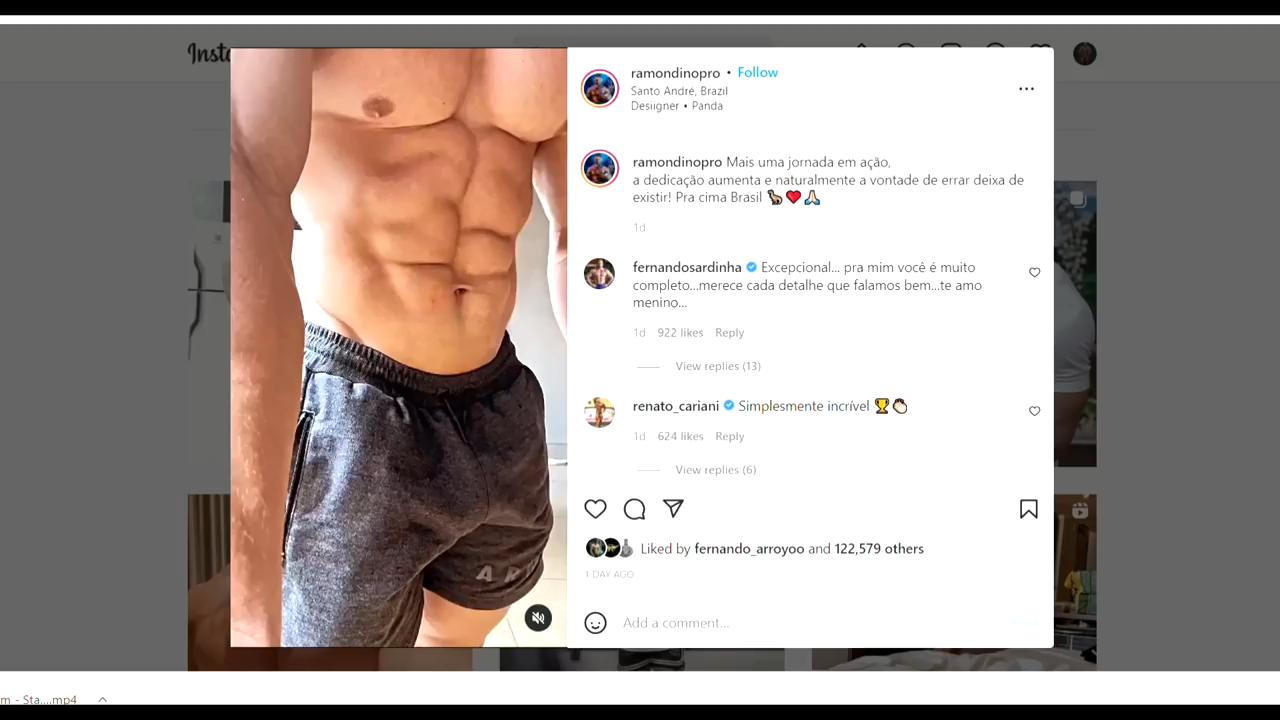 Inst
ramondinopro • Follow
Santo André, Brazil
Desiigner • Panda
ramondinopro Mais uma jornada em ação,
a dedicação aumenta e naturalmente a vontade de errar deixa de
existir! Pra cima Brasil 🦕❤️🙏🏻
1d
fernandosardinha Excepcional... pra mim você é muito
completo...merece cada detalhe que falamos bem...te amo
menino...
1d 922 likes Reply
View replies (13)
renato_cariani Simplesmente incrível 🏆👏🏻
1d 624 likes Reply
View replies (6)
Liked by fernando_arroyoo and 122,579 others
1 DAY AGO
Add a comment...
m - Sta....mp4